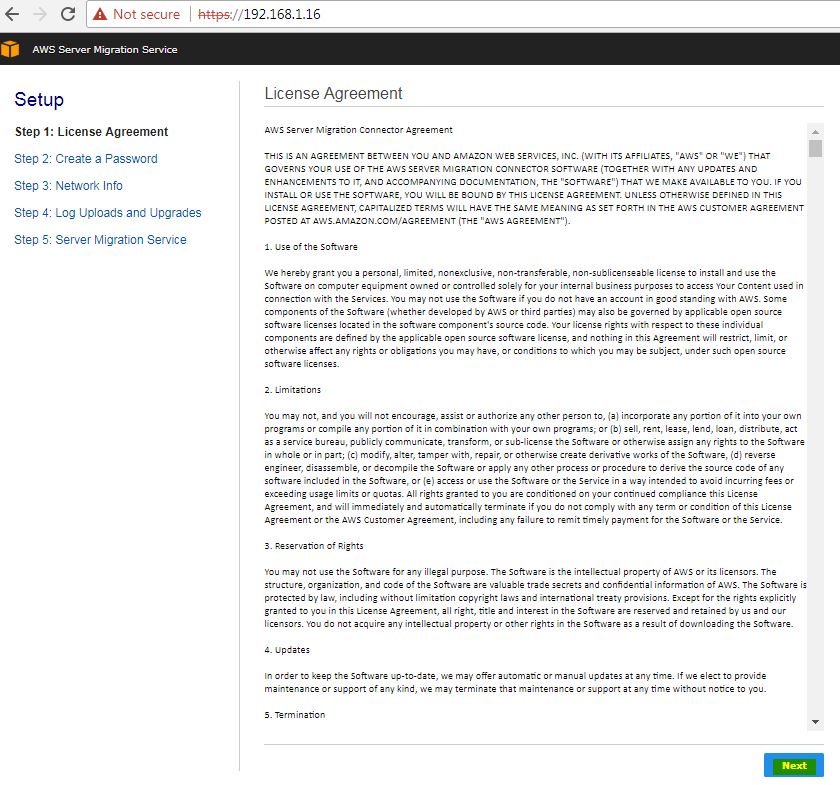 Not secure | https://192.168.1.16
AWS Server Migration Service
Setup
Step 1: License Agreement
Step 2: Create a Password
Step 3: Network Info
Step 4: Log Uploads and Upgrades
Step 5: Server Migration Service
License Agreement
AWS Server Migration Connector Agreement
THIS IS AN AGREEMENT BETWEEN YOU AND AMAZON WEB SERVICES, INC. (WITH ITS AFFILIATES, "AWS" OR "WE") THAT
GOVERNS YOUR USE OF THE AWS SERVER MIGRATION CONNECTOR SOFTWARE (TOGETHER WITH ANY UPDATES AND
ENHANCEMENTS TO IT, AND ACCOMPANYING DOCUMENTATION, THE "SOFTWARE") THAT WE MAKE AVAILABLE TO YOU. IF YOU
INSTALL OR USE THE SOFTWARE, YOU WILL BE BOUND BY THIS LICENSE AGREEMENT. UNLESS OTHERWISE DEFINED IN THIS
LICENSE AGREEMENT, CAPITALIZED TERMS WILL HAVE THE SAME MEANING AS SET FORTH IN THE AWS CUSTOMER AGREEMENT
POSTED AT AWS.AMAZON.COM/AGREEMENT (THE "AWS AGREEMENT").
1. Use of the Software
We hereby grant you a personal, limited, nonexclusive, non-transferable, non-sublicenseable license to install and use the
Software on computer equipment owned or controlled solely for your internal business purposes to access Your Content used in
connection with the Services. You may not use the Software if you do not have an account in good standing with AWS. Some
components of the Software (whether developed by AWS or third parties) may also be governed by applicable open source
software licenses located in the software component's source code. Your license rights with respect to these individual
components are defined by the applicable open source software license, and nothing in this Agreement will restrict, limit, or
otherwise affect any rights or obligations you may have, or conditions to which you may be subject, under such open source
software licenses.
2. Limitations
You may not, and you will not encourage, assist or authorize any other person to, (a) incorporate any portion of it into your own
programs or compile any portion of it in combination with your own programs; or (b) sell, rent, lease, lend, loan, distribute, act
as a service bureau, publicly communicate, transform, or sub-license the Software or otherwise assign any rights to the Software
in whole or in part; (c) modify, alter, tamper with, repair, or otherwise create derivative works of the Software, (d) reverse
engineer, disassemble, or decompile the Software or apply any other process or procedure to derive the source code of any
software included in the Software, or (e) access or use the Software or the Service in a way intended to avoid incurring fees or
exceeding usage limits or quotas. All rights granted to you are conditioned on your continued compliance this License
Agreement, and will immediately and automatically terminate if you do not comply with any term or condition of this License
Agreement or the AWS Customer Agreement, including any failure to remit timely payment for the Software or the Service.
3. Reservation of Rights
You may not use the Software for any illegal purpose. The Software is the intellectual property of AWS or its licensors. The
structure, organization, and code of the Software are valuable trade secrets and confidential information of AWS. The Software is
protected by law, including without limitation copyright laws and international treaty provisions. Except for the rights explicitly
granted to you in this License Agreement, all right, title and interest in the Software are reserved and retained by us and our
licensors. You do not acquire any intellectual property or other rights in the Software as a result of downloading the Software.
4. Updates
In order to keep the Software up-to-date, we may offer automatic or manual updates at any time. If we elect to provide
maintenance or support of any kind, we may terminate that maintenance or support at any time without notice to you.
5. Termination
Next